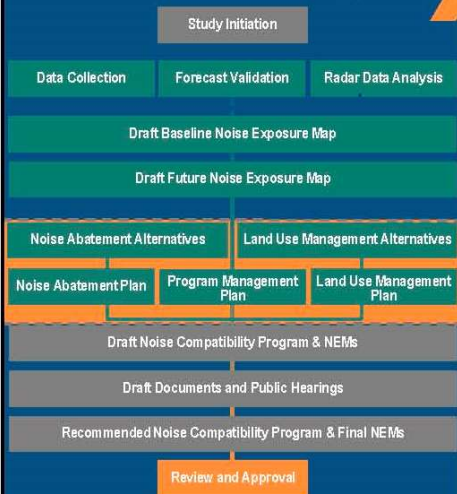 Study Initiation
Data Collection
Forecast Validation
Radar Data Analysis
Draft Baseline Noise Exposure Map
Draft Future Noise Exposure Map
Noise Abatement Alternatives
Land Use Management Alternatives
Noise Abatement Plan
Program Management
Plan
Land Use Management
Plan
Draft Noise Compatibility Program & NEMs
Draft Documents and Public Hearings
Recommended Noise Compatibility Program & Final NEMs
Review and Approval